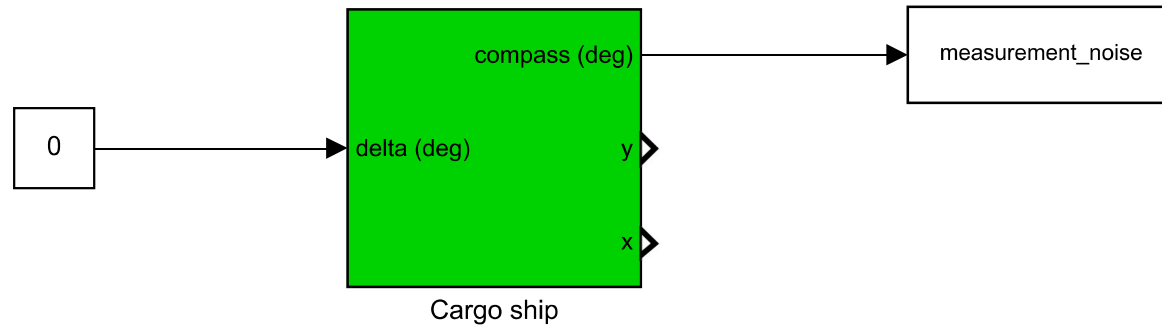 compass (deg)
measurement_noise
0
delta (deg)
y
x
Cargo ship